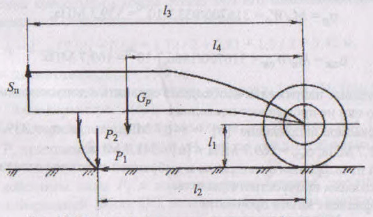 l₃
l₄
Sₙ
Gₚ
P₂
P₁
l₁
l₂